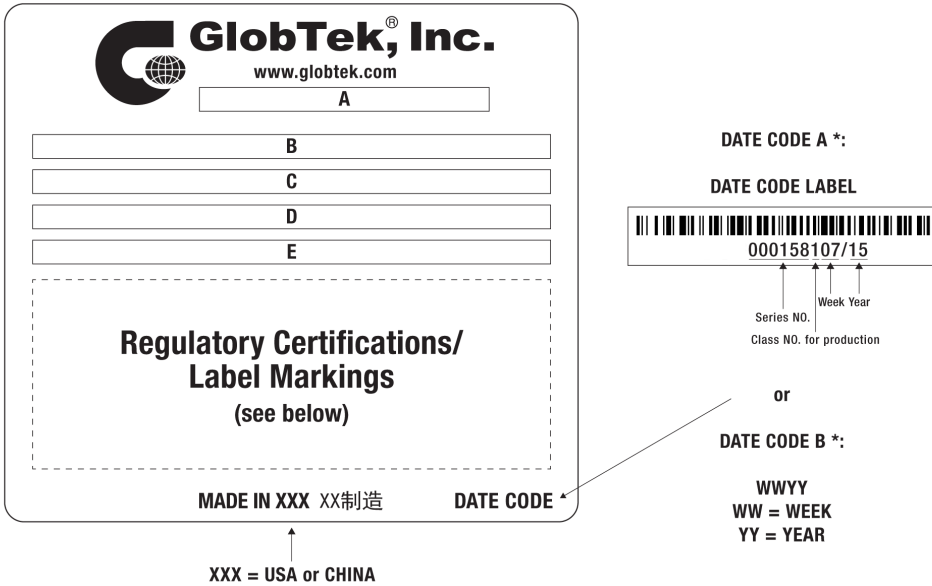 GlobTek®, Inc.
www.globtek.com
A
B
C
D
E
Regulatory Certifications/
Label Markings
(see below)
MADE IN XXX XX制造 DATE CODE
XXX = USA or CHINA
DATE CODE A *:
DATE CODE LABEL
000158107/15
Week Year
Series NO.
Class NO. for production
or
DATE CODE B *:
WWYY
WW = WEEK
YY = YEAR